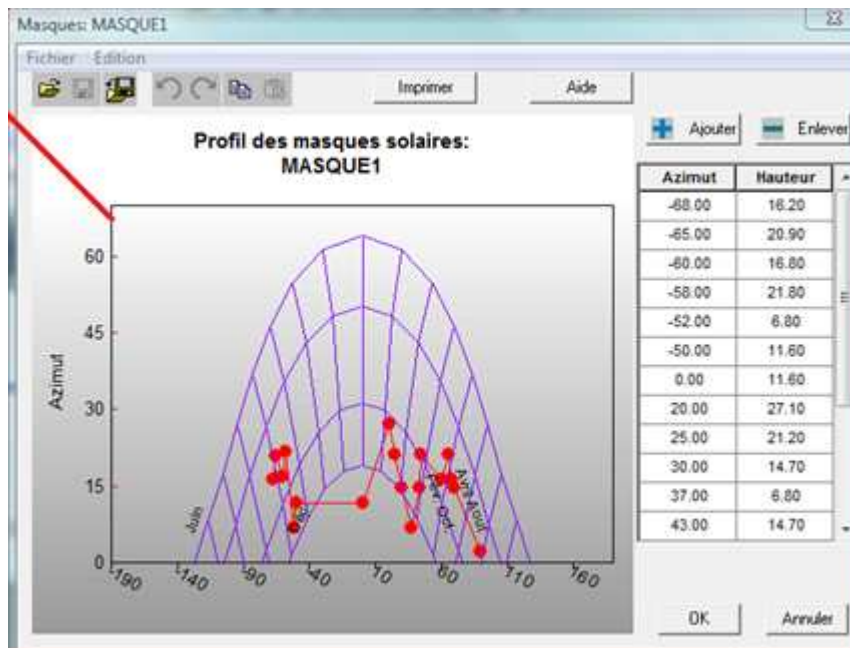 Masques: MASQUE1
Fichier Edition
Imprimer Aide
Profil des masques solaires:
MASQUE1
Ajouter Enlever
Azimut Hauteur
-68.00 16.20
-65.00 20.90
-60.00 16.80
-58.00 21.80
-52.00 6.80
-50.00 11.60
0.00 11.60
20.00 27.10
25.00 21.20
30.00 14.70
37.00 6.80
43.00 14.70
Azimut
60
45
30
15
0
Juin
Fev. Oct.
Avril Aout
-190 -140 -90 -40 10 60 110 160
OK Annuler